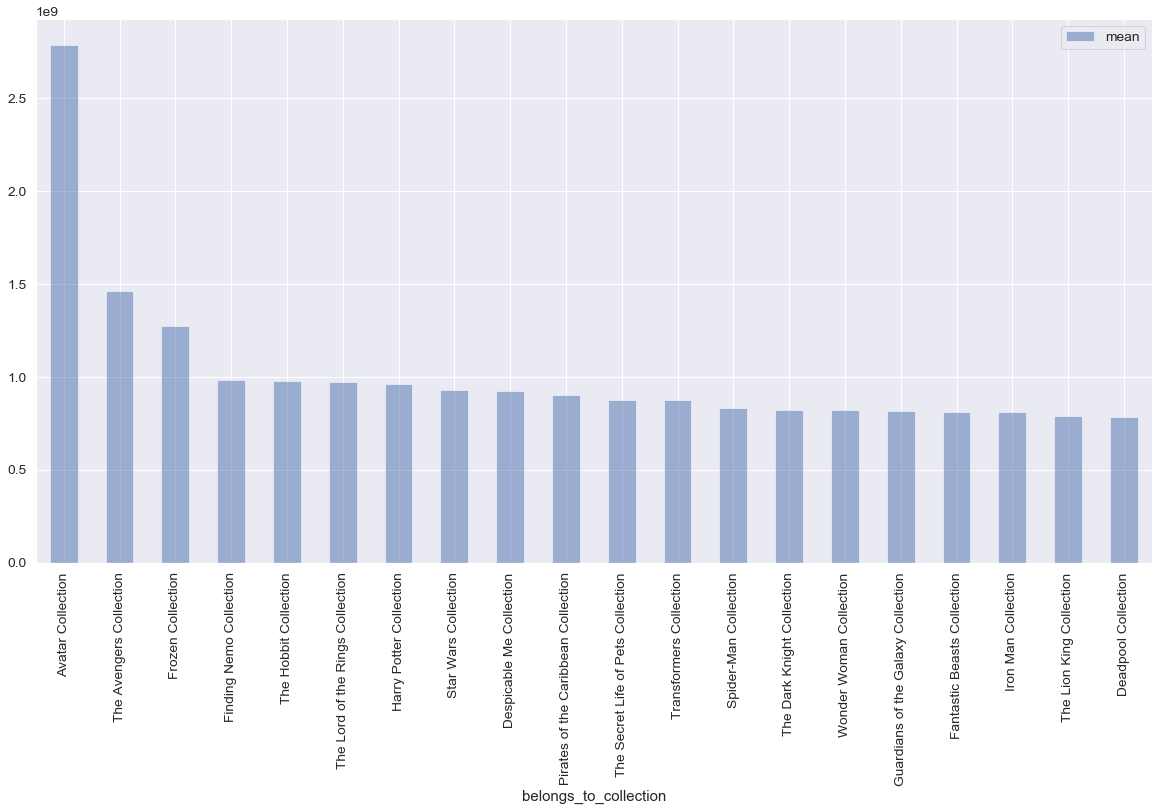 1e9
mean
2.5
2.0
1.5
1.0
0.5
0.0
Avatar Collection
The Avengers Collection
Frozen Collection
Finding Nemo Collection
The Hobbit Collection
The Lord of the Rings Collection
Harry Potter Collection
Star Wars Collection
Despicable Me Collection
Pirates of the Caribbean Collection
The Secret Life of Pets Collection
Transformers Collection
Spider-Man Collection
The Dark Knight Collection
Wonder Woman Collection
Guardians of the Galaxy Collection
Fantastic Beasts Collection
Iron Man Collection
The Lion King Collection
Deadpool Collection
belongs_to_collection